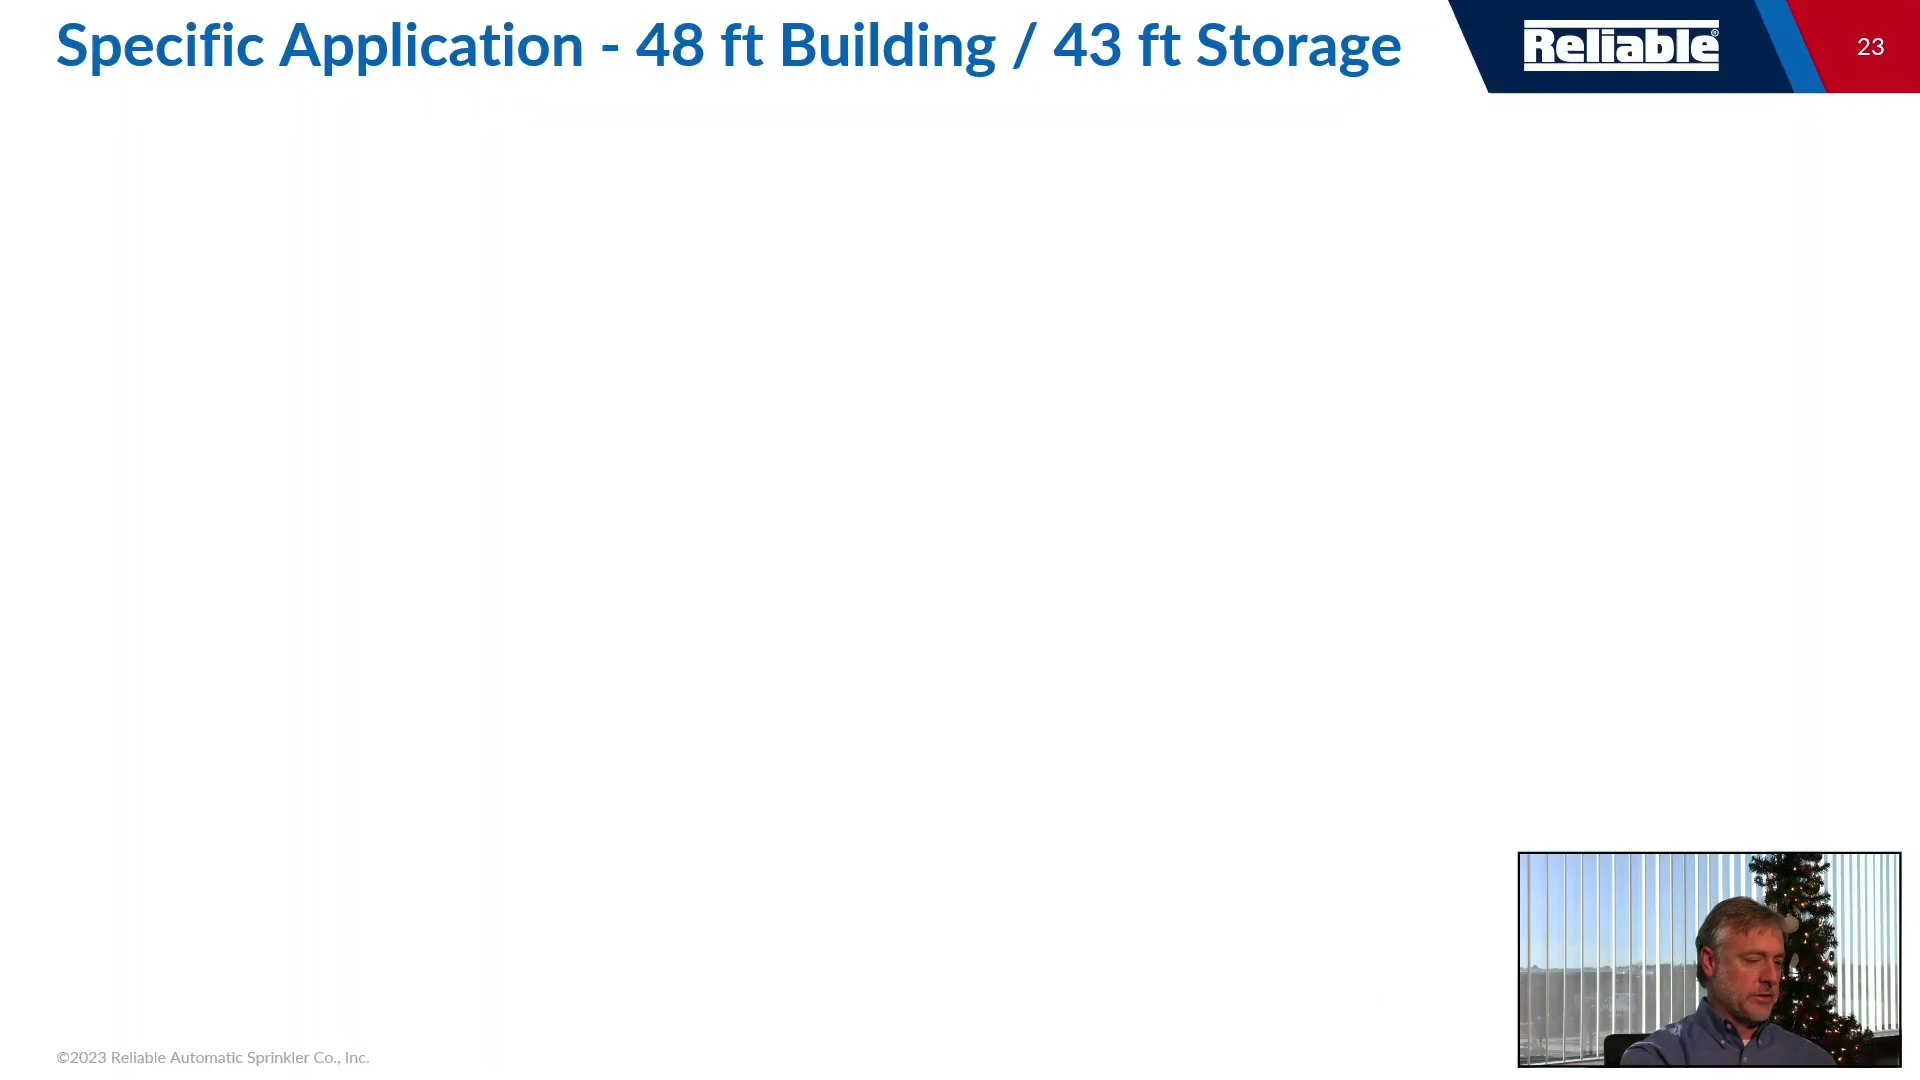 Specific Application - 48 ft Building / 43 ft Storage
Reliable®
23
©2023 Reliable Automatic Sprinkler Co., Inc.